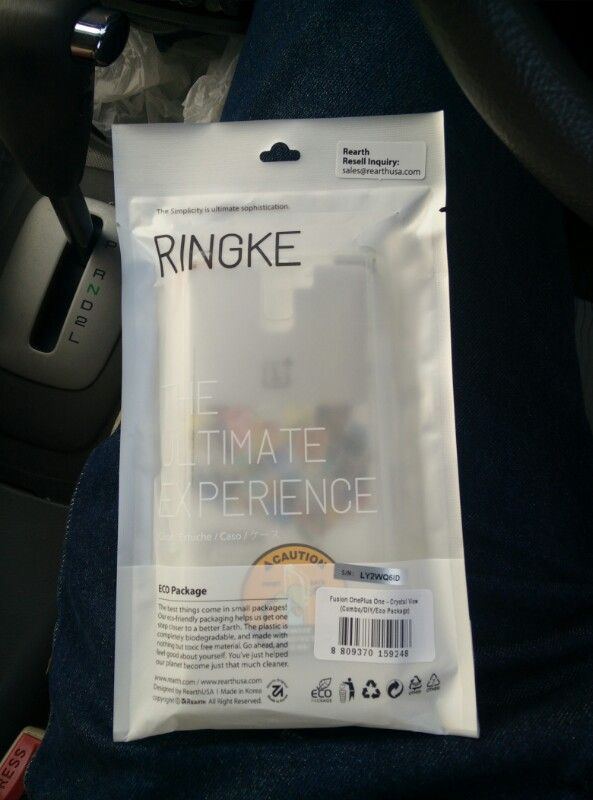 Rearth
Resell Inquiry:
sales@rearthusa.com
The Simplicity is ultimate sophistication.
RINGKE
R
N
D
2
L
THE
ULTIMATE
EXPERIENCE
/ Caso / ケース
CAUTION
S/N: LY2WQ6ID
ECO Package
The best things come in small packages!
Our eco-friendly packaging helps us get one
step closer to a better Earth. The plastic is
completely biodegradable, and made with
nothing but toxic free material. Go ahead, and
feel good about yourself. You've just helped
our planet become just that much cleaner.
Fusion OnePlus One - Crystal View
(Combo/DIY/Eco Package)
8 809370 159248
www.rearth.com / www.rearthusa.com
Designed by RearthUSA | Made in Korea
copyright © REARTH All Right Reserved.
ECO
PACKAGE
OTHER
OTHER
PRESS